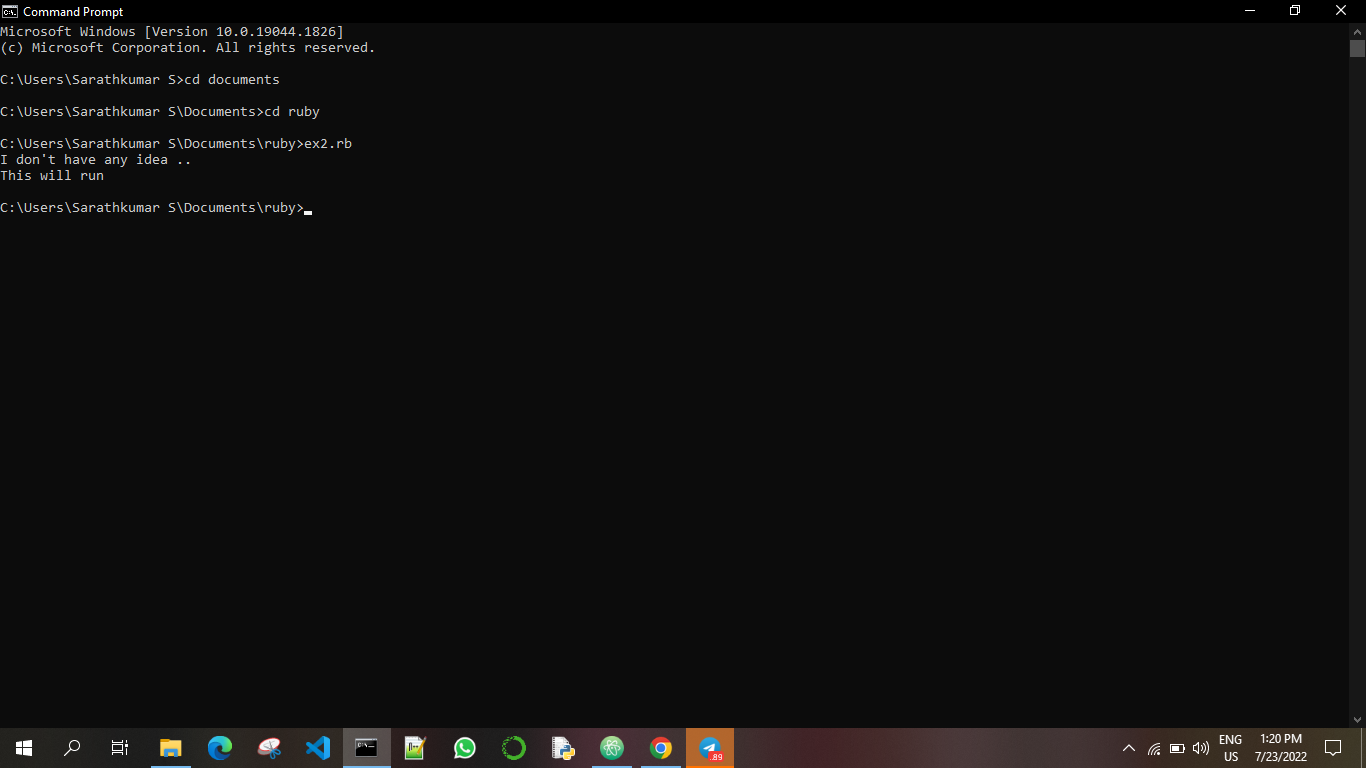 Command Prompt
Microsoft Windows [Version 10.0.19044.1826]
(c) Microsoft Corporation. All rights reserved.
C:\Users\Sarathkumar S>cd documents
C:\Users\Sarathkumar S\Documents>cd ruby
C:\Users\Sarathkumar S\Documents\ruby>ex2.rb
I don't have any idea ..
This will run
C:\Users\Sarathkumar S\Documents\ruby>
.89
ENG
US
1:20 PM
7/23/2022